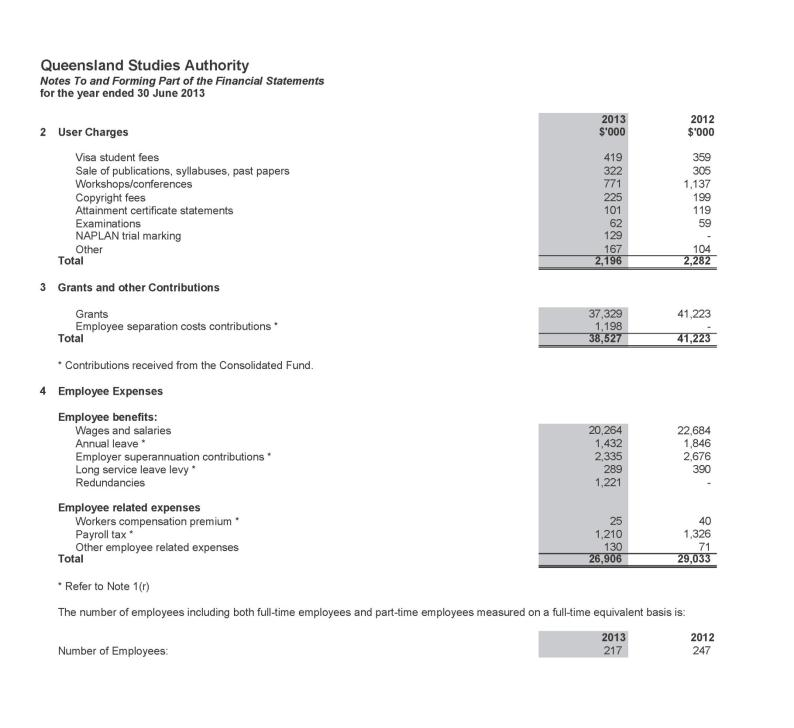 Queensland Studies Authority
Notes To and Forming Part of the Financial Statements
for the year ended 30 June 2013
2013 2012
2 User Charges $'000 $'000
Visa student fees 419 359
Sale of publications, syllabuses, past papers 322 305
Workshops/conferences 771 1,137
Copyright fees 225 199
Attainment certificate statements 101 119
Examinations 62 59
NAPLAN trial marking 129 -
Other 167 104
Total 2,196 2,282
3 Grants and other Contributions
Grants 37,329 41,223
Employee separation costs contributions * 1,198 -
Total 38,527 41,223
* Contributions received from the Consolidated Fund.
4 Employee Expenses
Employee benefits:
Wages and salaries 20,264 22,684
Annual leave * 1,432 1,846
Employer superannuation contributions * 2,335 2,676
Long service leave levy * 289 390
Redundancies 1,221 -
Employee related expenses
Workers compensation premium * 25 40
Payroll tax * 1,210 1,326
Other employee related expenses 130 71
Total 26,906 29,033
* Refer to Note 1(r)
The number of employees including both full-time employees and part-time employees measured on a full-time equivalent basis is:
2013 2012
Number of Employees: 217 247